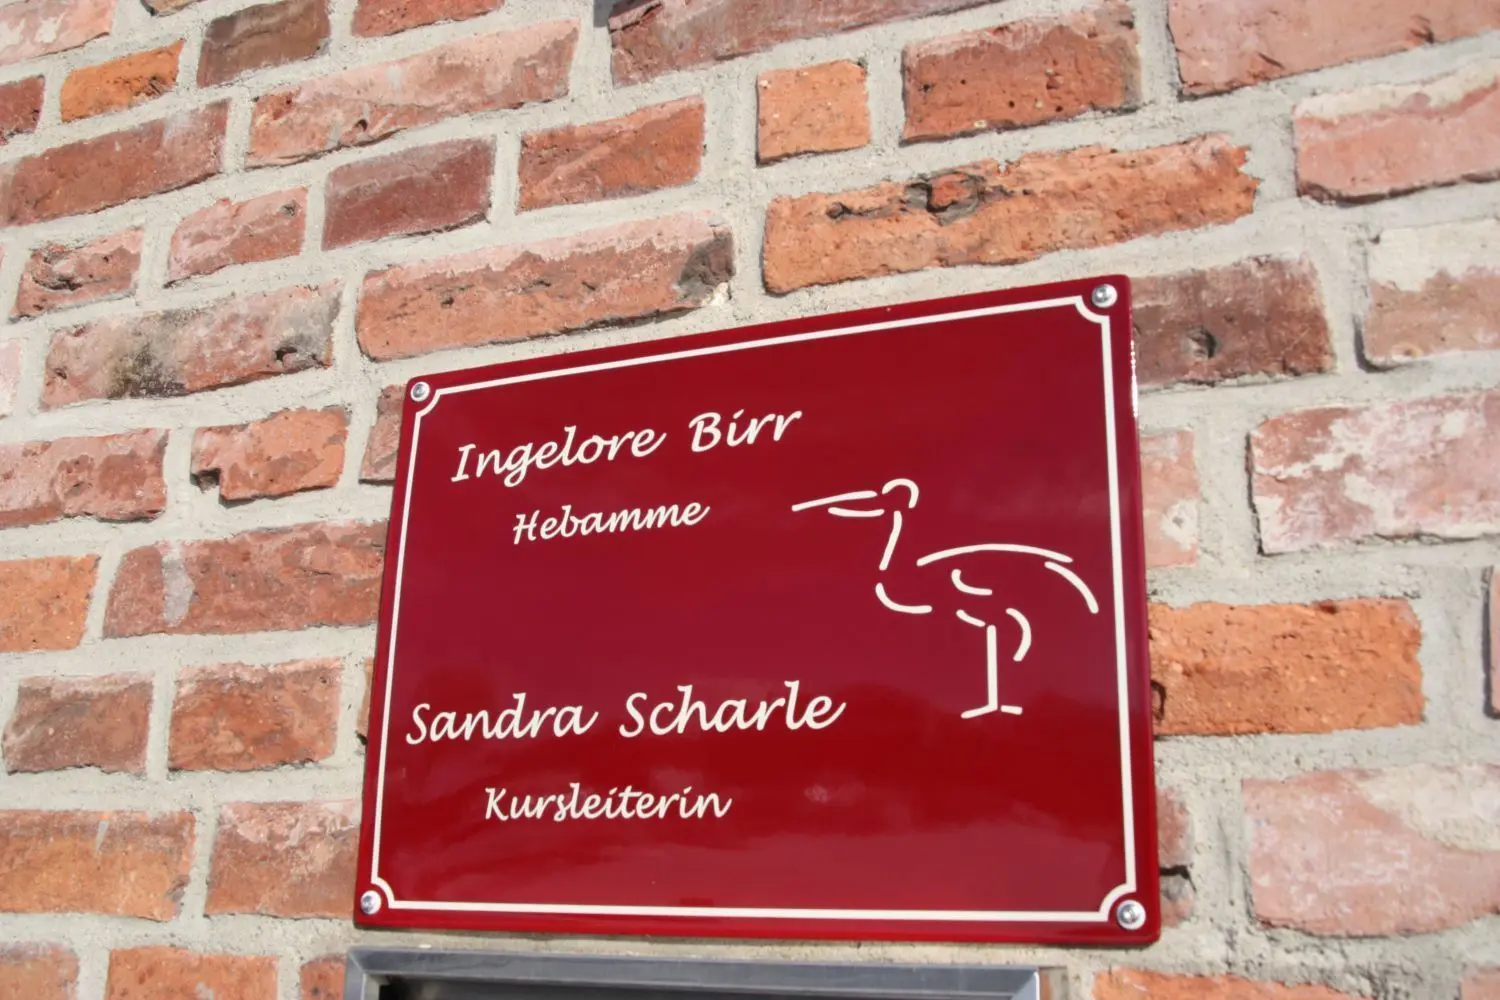 Ingelore Birr
Hebamme
Sandra Scharle
Kursleiterin